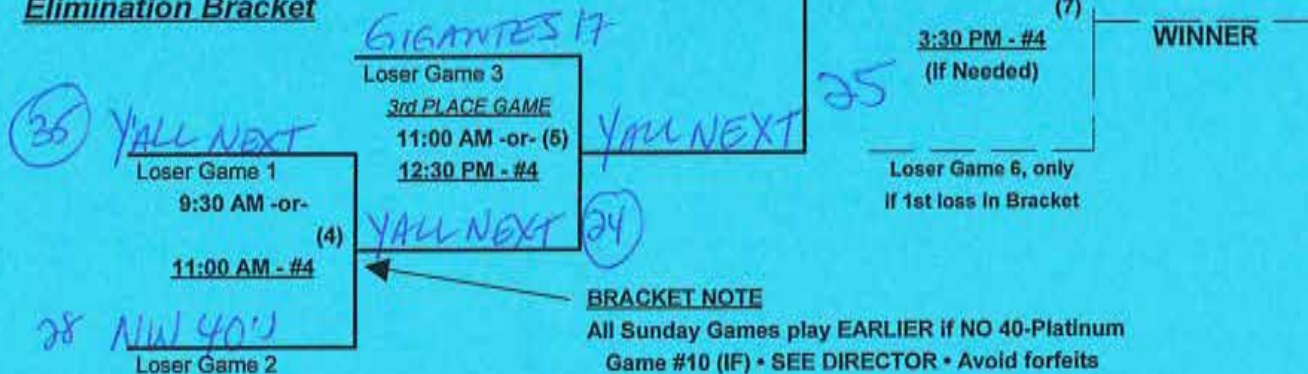 Elimination Bracket
GIGANTES 17
Loser Game 3
3rd PLACE GAME
11:00 AM -or- (5)
12:30 PM - #4
35 Y'ALL NEXT
Loser Game 1
9:30 AM -or-
(4)
11:00 AM - #4
28 NW 40'S
Loser Game 2
YALL NEXT 24
YALL NEXT
25
(7)
3:30 PM - #4
(If Needed)
WINNER
Loser Game 6, only
if 1st loss in Bracket
BRACKET NOTE
All Sunday Games play EARLIER if NO 40-Platinum
Game #10 (IF) • SEE DIRECTOR • Avoid forfeits